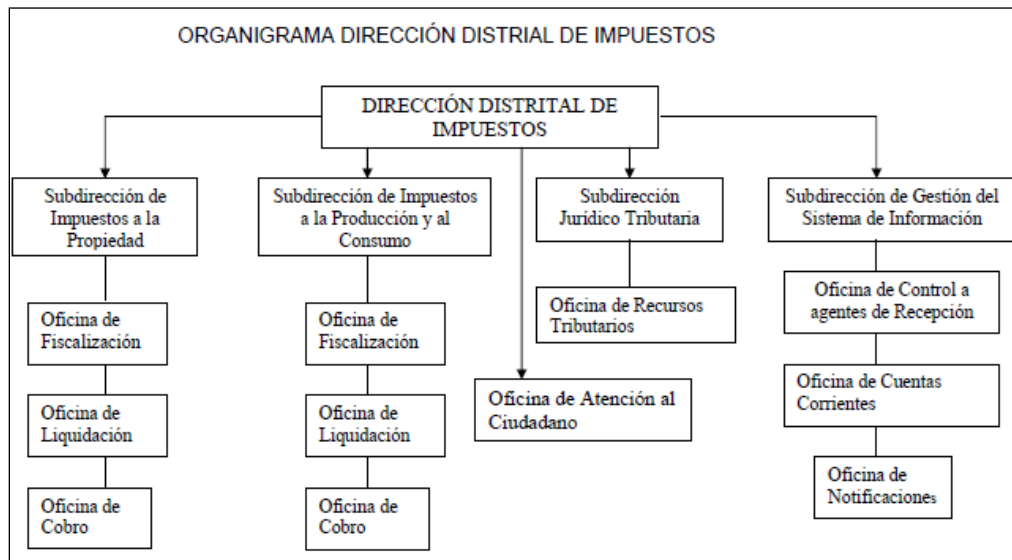 ORGANIGRAMA DIRECCIÓN DISTRIAL DE IMPUESTOS
DIRECCIÓN DISTRITAL DE
IMPUESTOS
Subdirección de
Impuestos a la
Propiedad
Subdirección de Impuestos
a la Producción y al
Consumo
Subdirección
Jurídico Tributaria
Subdirección de Gestión del
Sistema de Información
Oficina de
Fiscalización
Oficina de
Liquidación
Oficina de
Cobro
Oficina de
Fiscalización
Oficina de
Liquidación
Oficina de
Cobro
Oficina de Recursos
Tributarios
Oficina de Atención al
Ciudadano
Oficina de Control a
agentes de Recepción
Oficina de Cuentas
Corrientes
Oficina de
Notificaciones